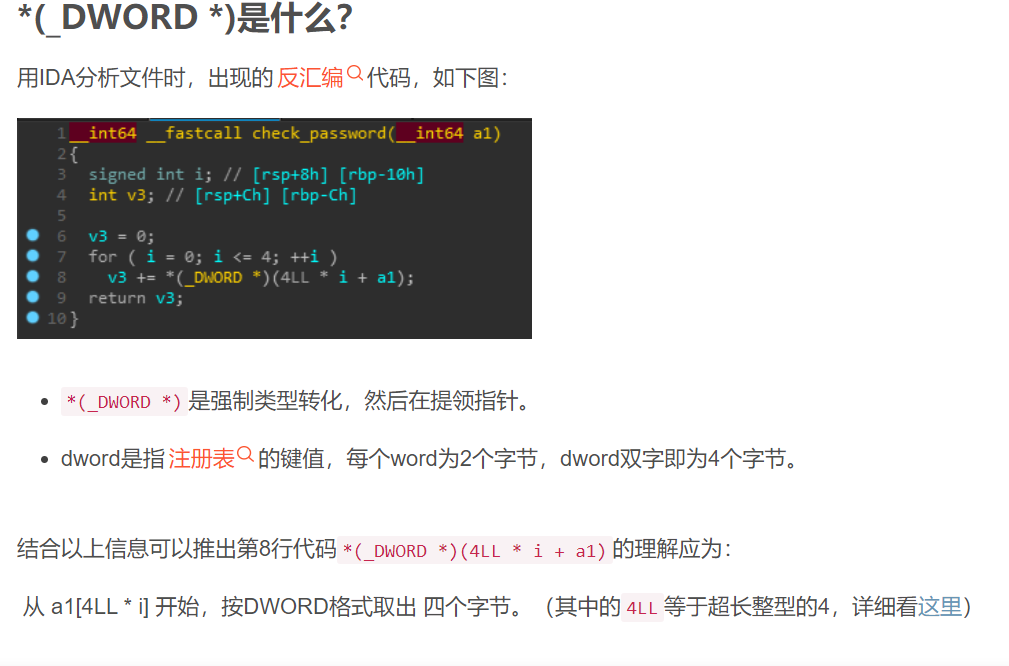 *(_DWORD *)是什么？
用IDA分析文件时，出现的反汇编代码，如下图：
1 __int64 __fastcall check_password(__int64 a1)
2 {
3 signed int i; // [rsp+8h] [rbp-10h]
4 int v3; // [rsp+Ch] [rbp-Ch]
5
6 v3 = 0;
7 for ( i = 0; i <= 4; ++i )
8 v3 += *(_DWORD *)(4LL * i + a1);
9 return v3;
10 }
• *(_DWORD *)是强制类型转化，然后在提领指针。
• dword是指注册表的键值，每个word为2个字节，dword双字即为4个字节。
结合以上信息可以推出第8行代码*(_DWORD *)(4LL * i + a1)的理解应为：
从 a1[4LL * i] 开始，按DWORD格式取出 四个字节。（其中的4LL等于超长整型的4，详细看这里）